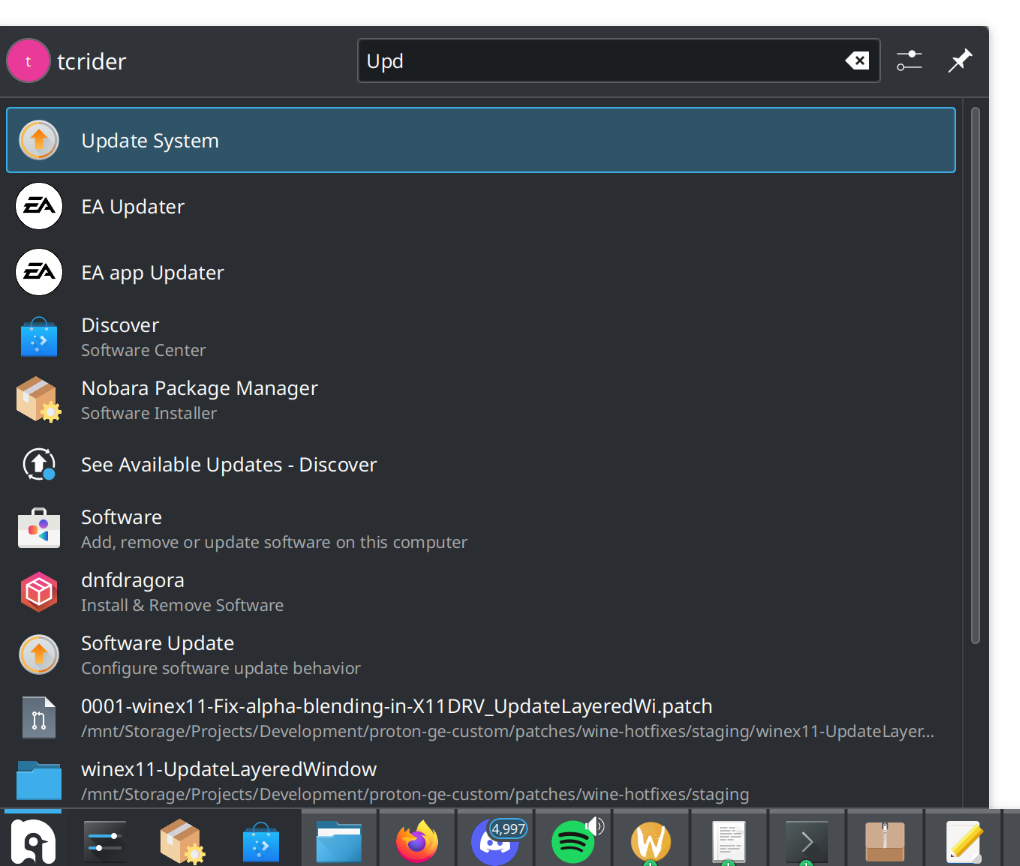 t
tcrider
Upd
Update System
EA Updater
EA app Updater
Discover
Software Center
Nobara Package Manager
Software Installer
See Available Updates - Discover
Software
Add, remove or update software on this computer
dnfdragora
Install & Remove Software
Software Update
Configure software update behavior
0001-winex11-Fix-alpha-blending-in-X11DRV_UpdateLayeredWi.patch
/mnt/Storage/Projects/Development/proton-ge-custom/patches/wine-hotfixes/staging/winex11-UpdateLayer...
winex11-UpdateLayeredWindow
/mnt/Storage/Projects/Development/proton-ge-custom/patches/wine-hotfixes/staging
4,997